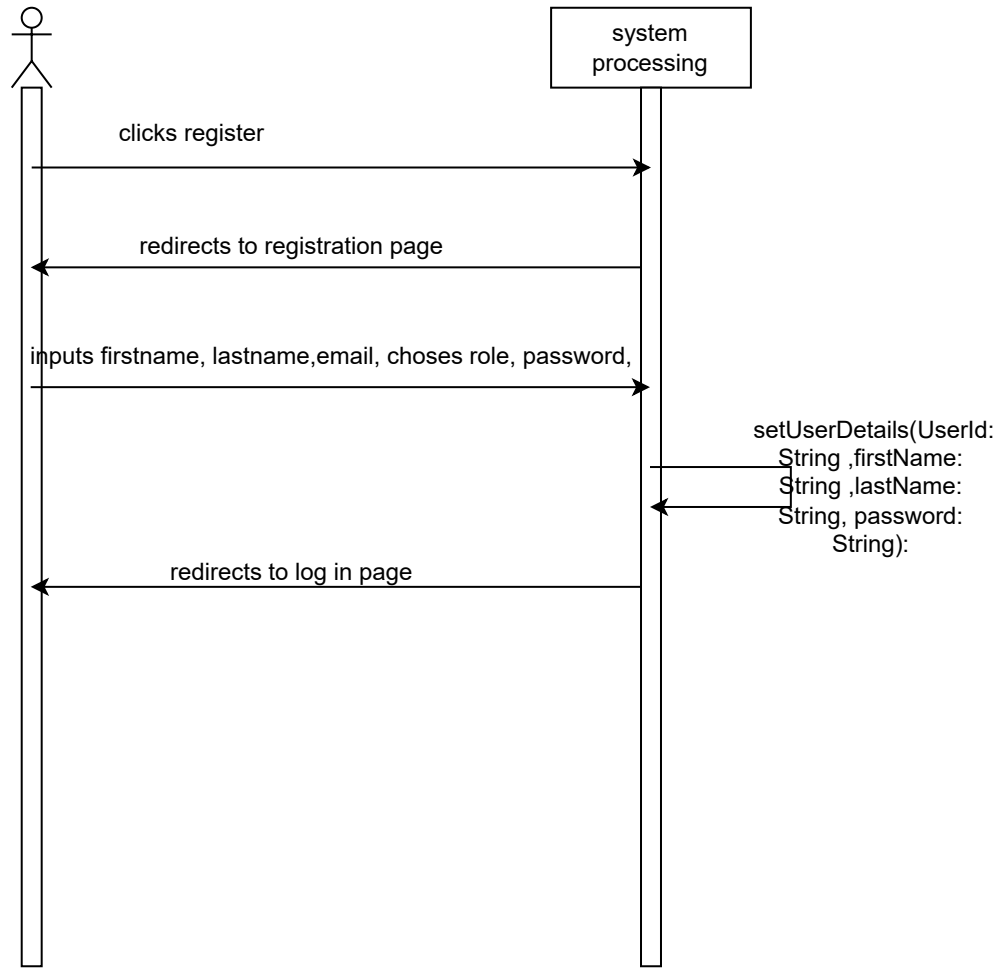 system
processing
clicks register
redirects to registration page
inputs firstname, lastname,email, choses role, password,
setUserDetails(UserId:
String ,firstName:
String ,lastName:
String, password:
String):
redirects to log in page